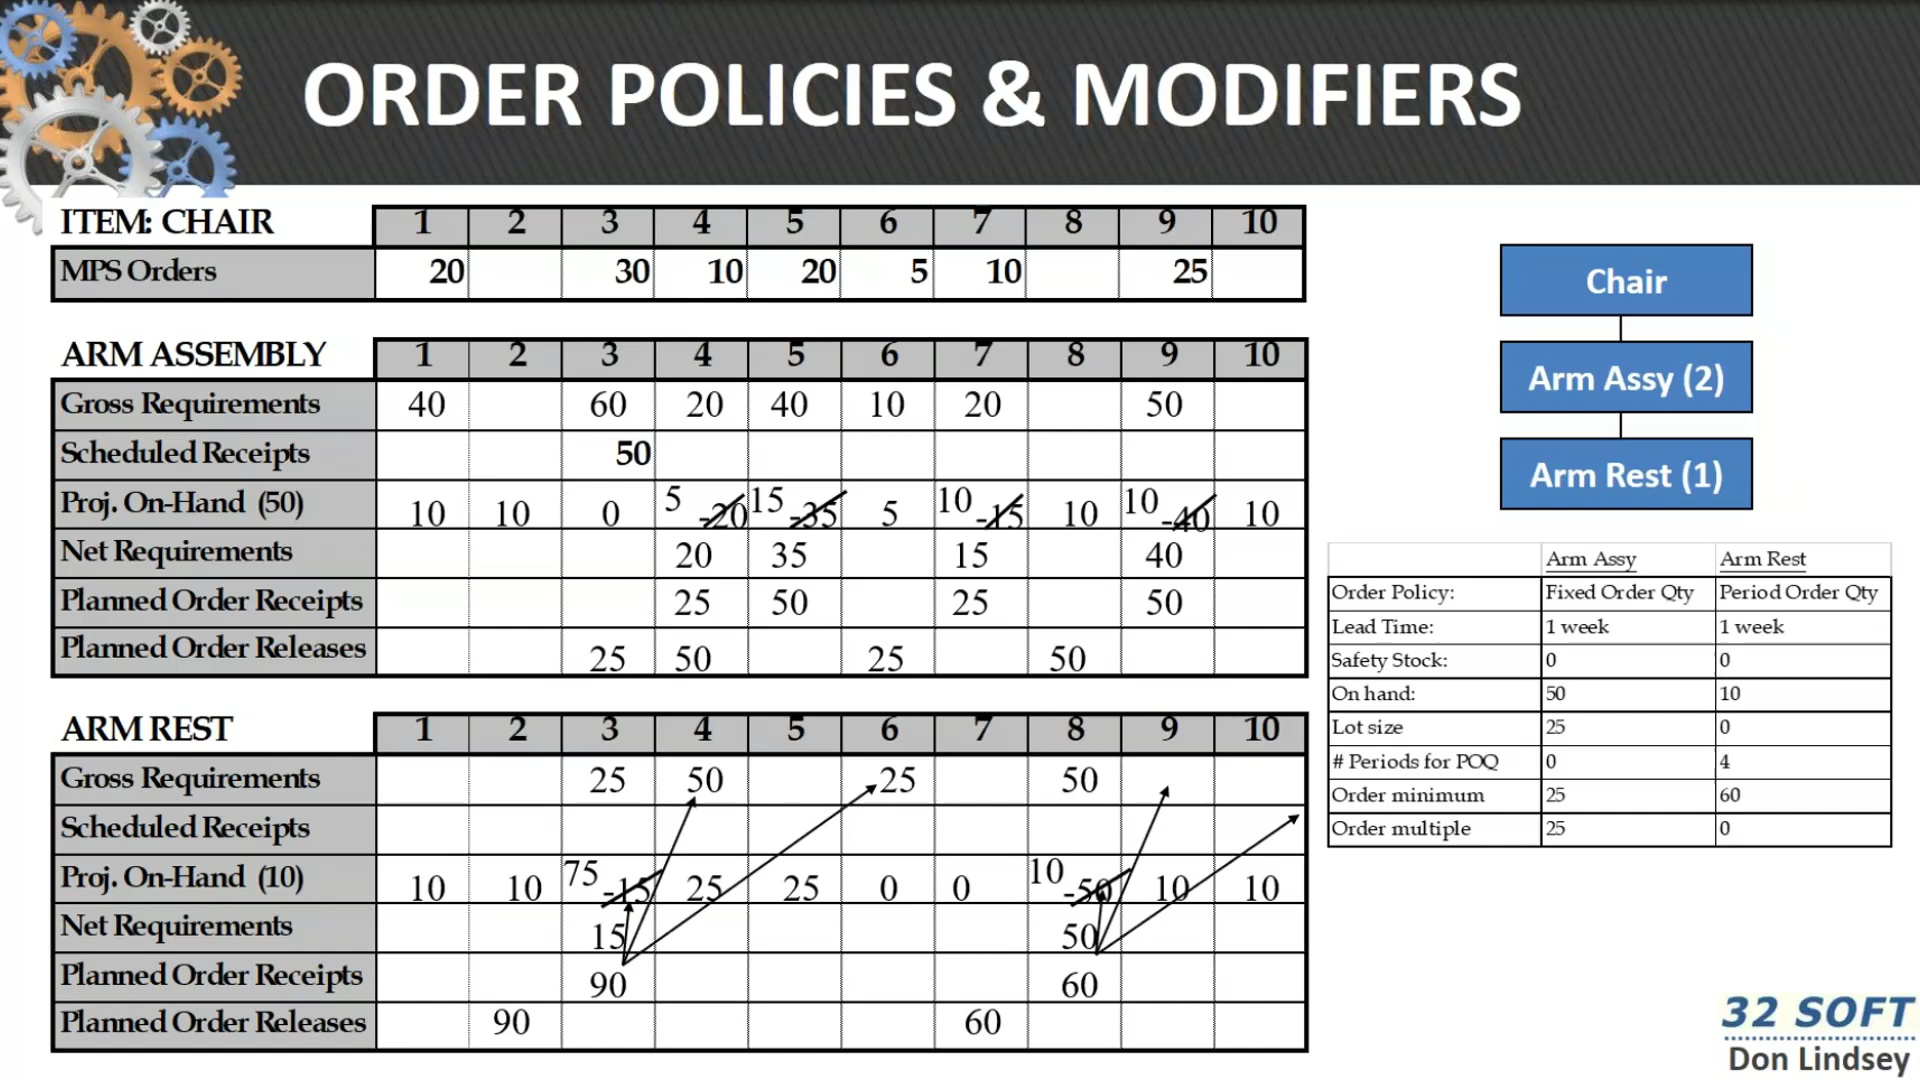 ORDER POLICIES & MODIFIERS
ITEM: CHAIR 1 2 3 4 5 6 7 8 9 10
MPS Orders 20 30 10 20 5 10 25
ARM ASSEMBLY 1 2 3 4 5 6 7 8 9 10
Gross Requirements 40 60 20 40 10 20 50
Scheduled Receipts 50
Proj. On-Hand (50) 10 10 0 5 -20 15 -35 5 10 -15 10 10 -40 10
Net Requirements 20 35 15 40
Planned Order Receipts 25 50 25 50
Planned Order Releases 25 50 25 50
ARM REST 1 2 3 4 5 6 7 8 9 10
Gross Requirements 25 50 25 50
Scheduled Receipts
Proj. On-Hand (10) 10 10 75 -15 25 25 0 0 10 -50 10 10
Net Requirements 15 50
Planned Order Receipts 90 60
Planned Order Releases 90 60
Chair
Arm Assy (2)
Arm Rest (1)
Arm Assy Arm Rest
Order Policy: Fixed Order Qty Period Order Qty
Lead Time: 1 week 1 week
Safety Stock: 0 0
On hand: 50 10
Lot size 25 0
# Periods for POQ 0 4
Order minimum 25 60
Order multiple 25 0
32 SOFT
Don Lindsey